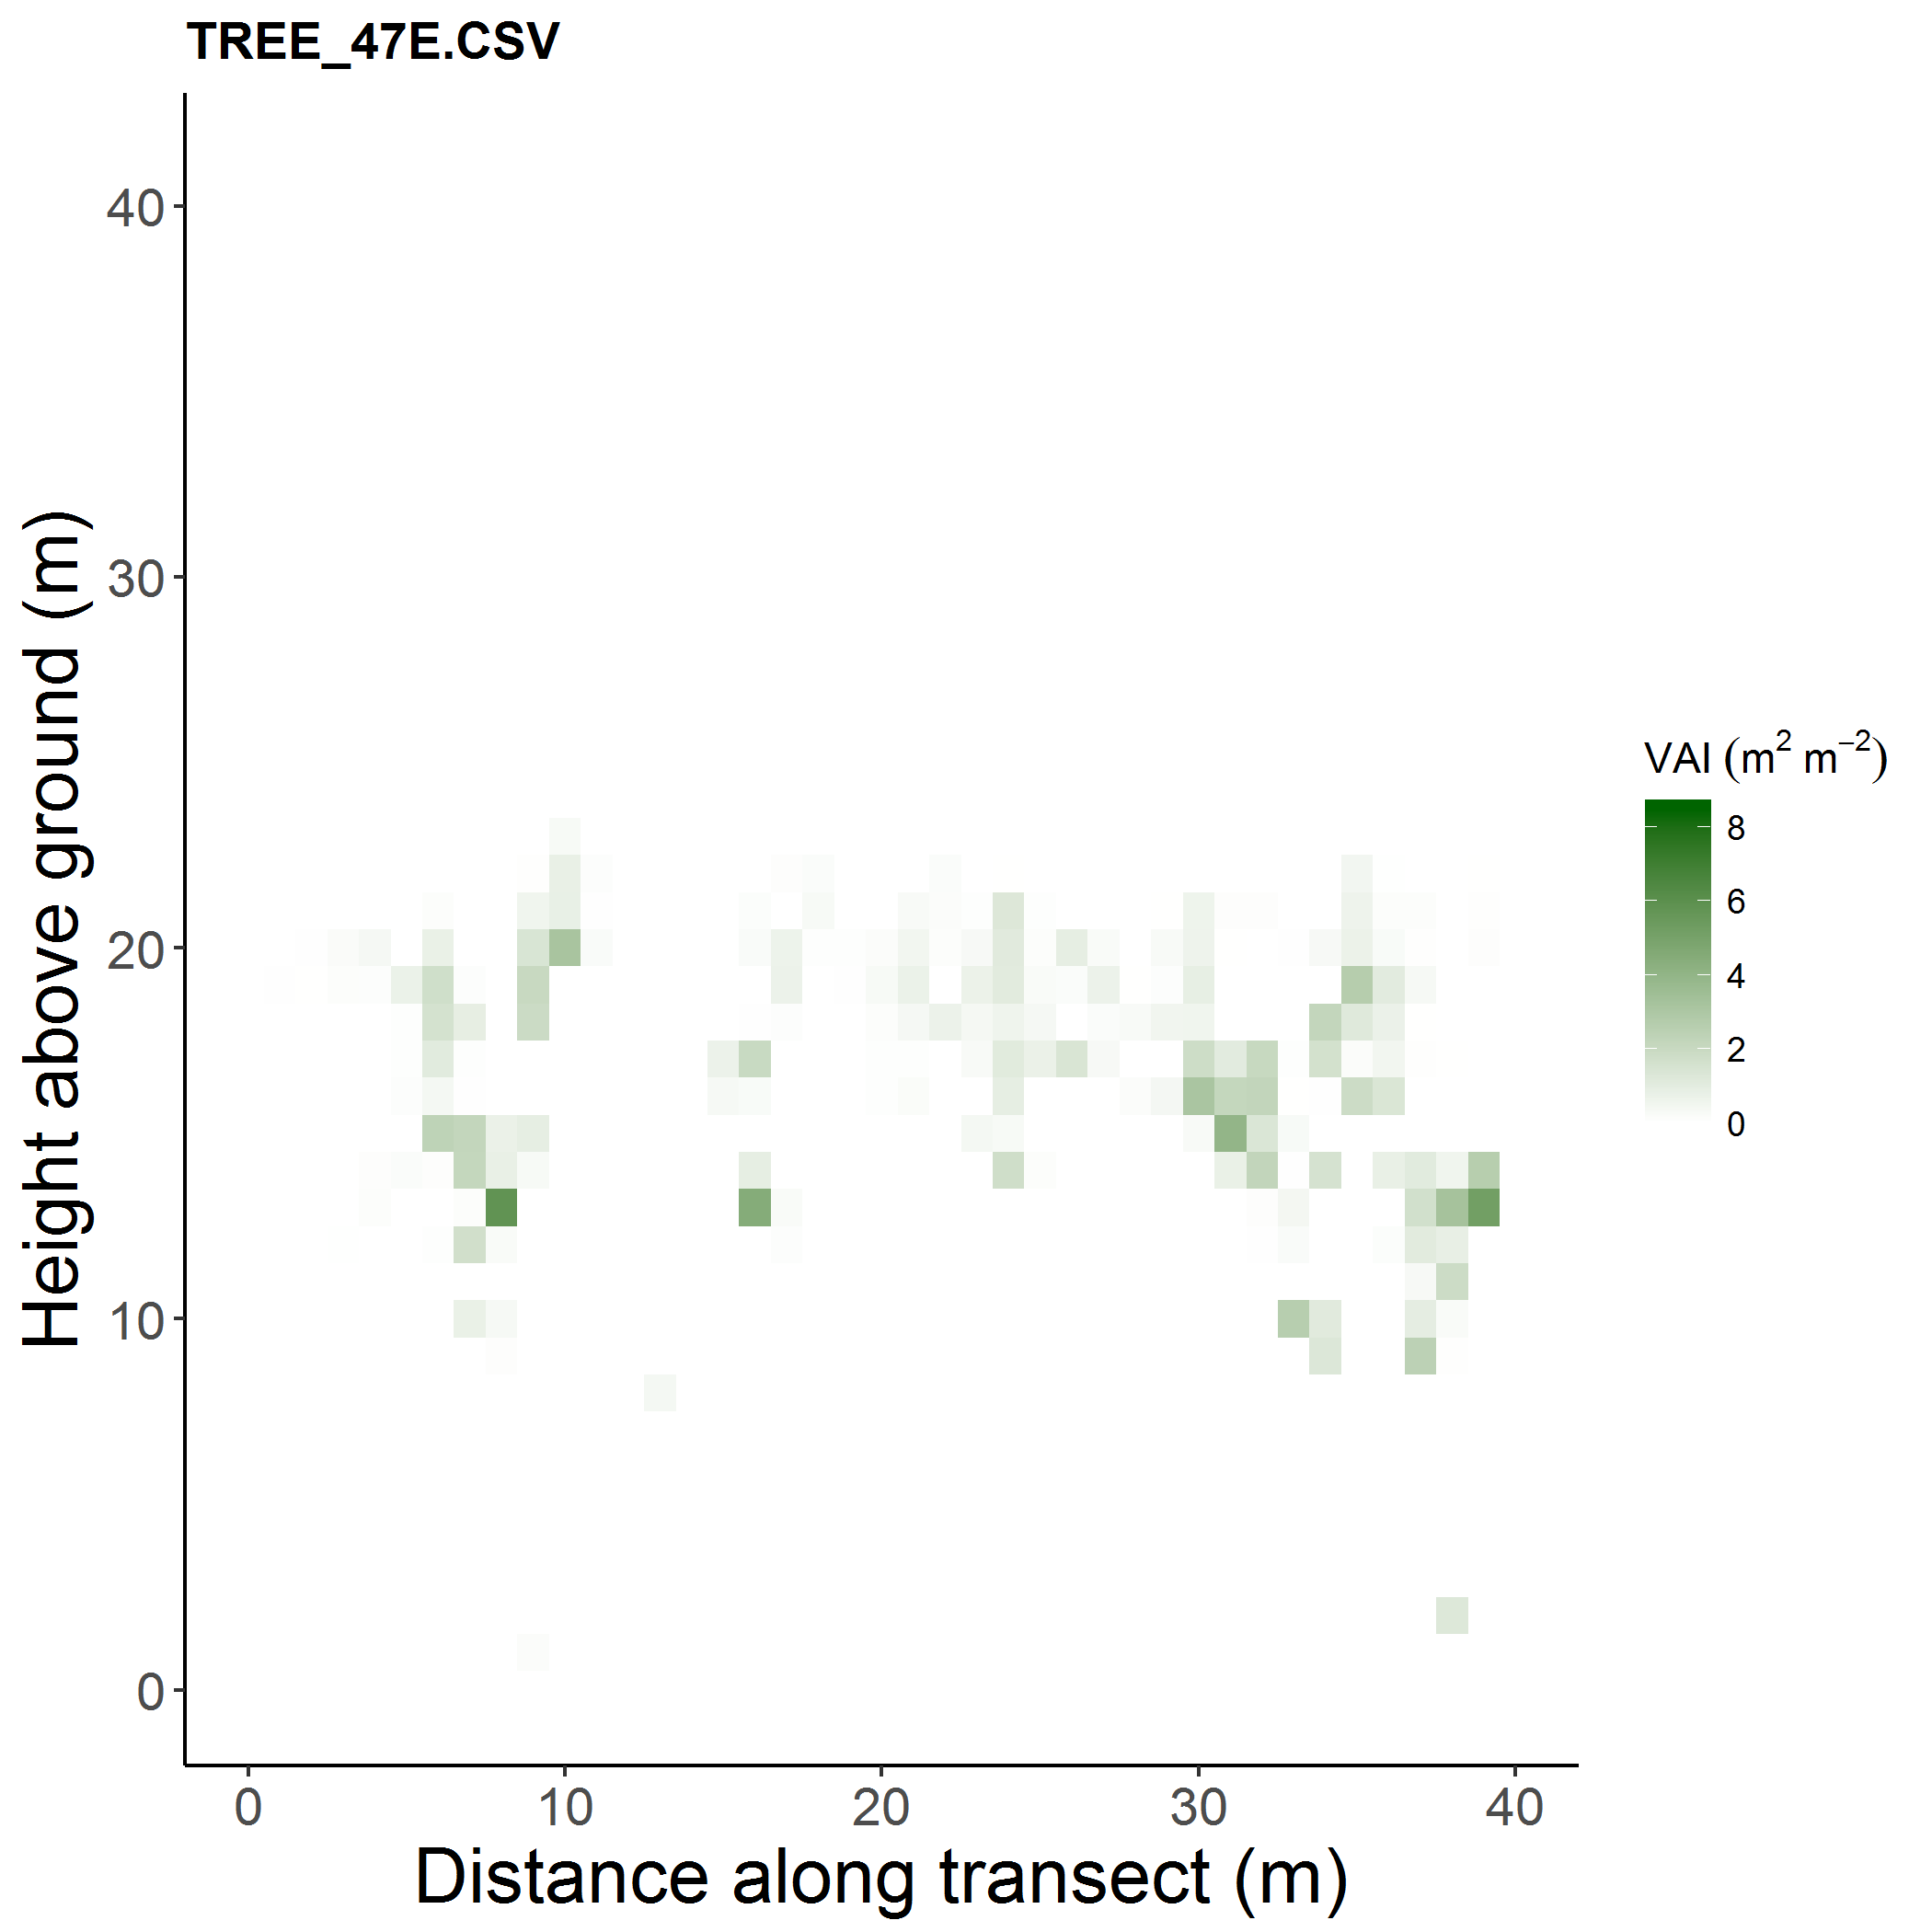 TREE_47E.CSV
Height above ground (m)
40
30
20
10
0
0 10 20 30 40
Distance along transect (m)
VAI (m² m⁻²)
8
6
4
2
0